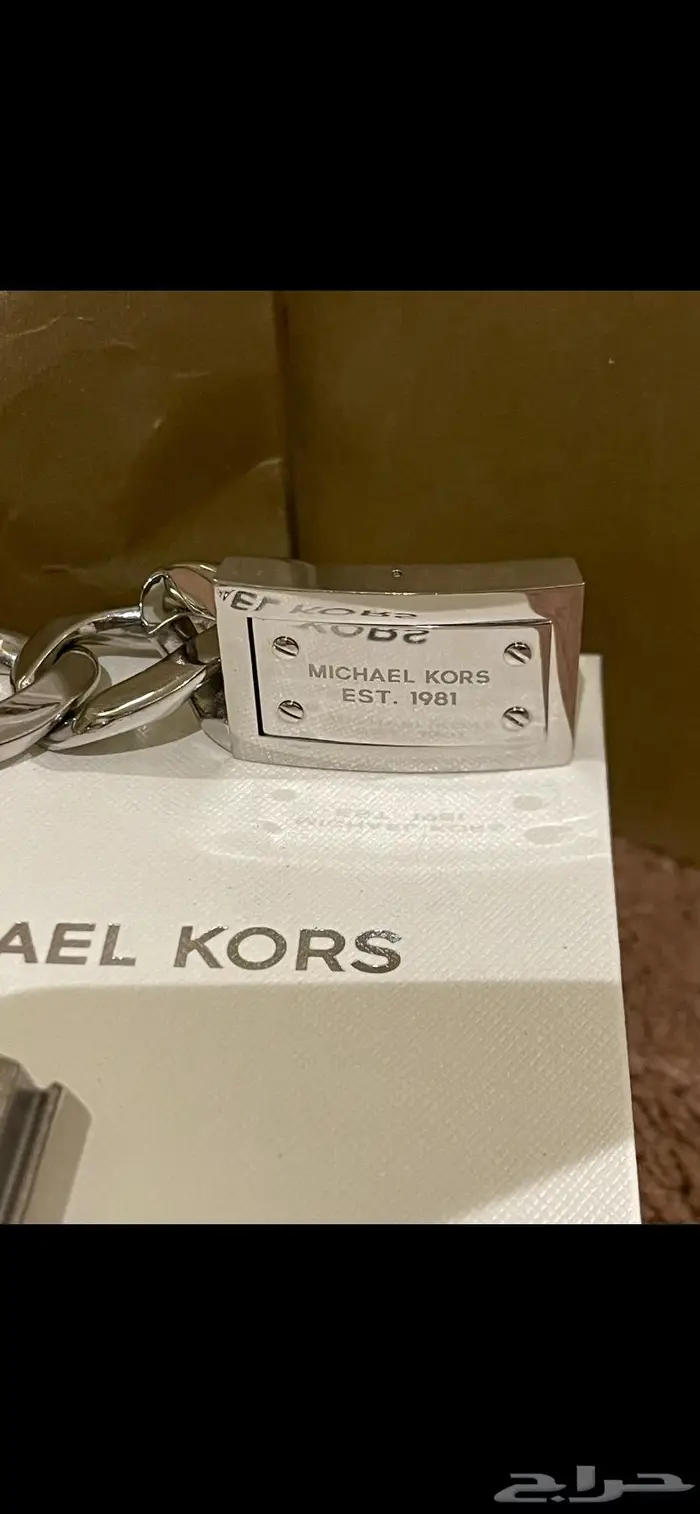 MICHAEL KORS
EST. 1981
AEL KORS
حراج